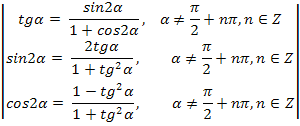 tgα = sin2α / (1 + cos2α), α ≠ π/2 + nπ, n ∈ Z
sin2α = 2tgα / (1 + tg²α), α ≠ π/2 + nπ, n ∈ Z
cos2α = (1 − tg²α) / (1 + tg²α), α ≠ π/2 + nπ, n ∈ Z